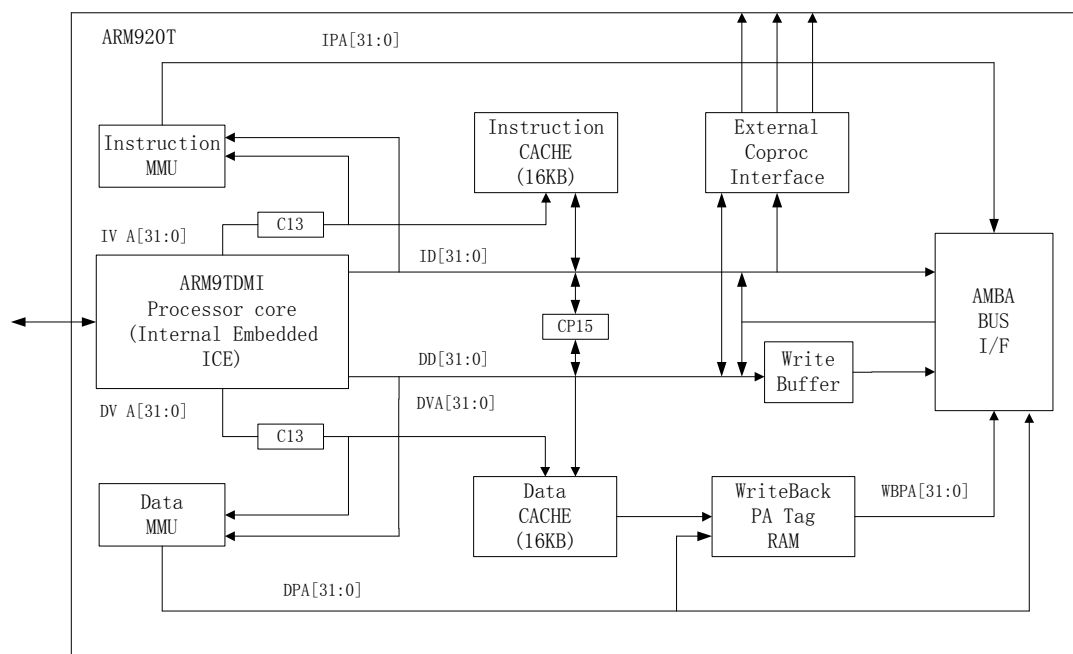 ARM920T
IPA[31:0]
Instruction
MMU
Instruction
CACHE
(16KB)
External
Coproc
Interface
C13
IV A[31:0]
ID[31:0]
ARM9TDMI
Processor core
(Internal Embedded
ICE)
CP15
AMBA
BUS
I/F
DD[31:0]
Write
Buffer
DV A[31:0]
DVA[31:0]
C13
Data
MMU
Data
CACHE
(16KB)
WriteBack
PA Tag
RAM
WBPA[31:0]
DPA[31:0]